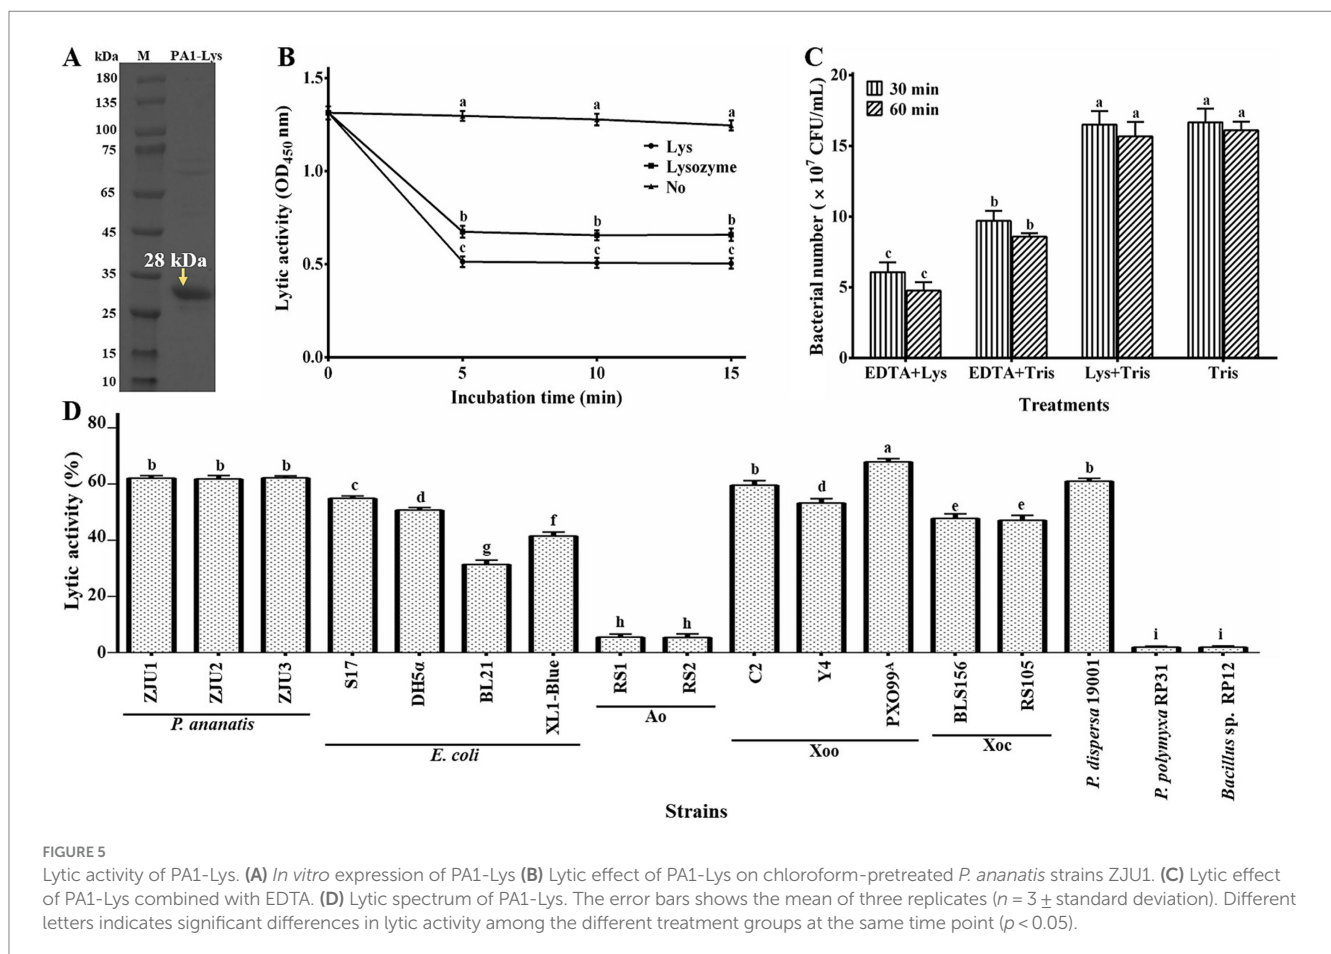 A
kDa M PA1-Lys
180
135
100
75
65
45
28 kDa
35
25
15
10
B
Lytic activity (OD450 nm)
1.5
1.0
0.5
0.0
a a a
b b b
c c c
Lys
Lysozyme
No
0 5 10 15
Incubation time (min)
C
Bacterial number ( × 10⁷ CFU/mL)
20
15
10
5
0
30 min
60 min
c c b b a a a a
EDTA+Lys EDTA+Tris Lys+Tris Tris
Treatments
D
Lytic activity (%)
80
60
40
20
0
b b b c d g f h h b d a e e b i i
ZJU1 ZJU2 ZJU3 S17 DH5α BL21 XL1-Blue RS1 RS2 C2 Y4 PXO99ᴬ BLS156 RS105 P. dispersa 19001 P. polymyxa RP31 Bacillus sp. RP12
P. ananatis E. coli Ao Xoo Xoc
Strains
FIGURE 5
Lytic activity of PA1-Lys. (A) In vitro expression of PA1-Lys (B) Lytic effect of PA1-Lys on chloroform-pretreated P. ananatis strains ZJU1. (C) Lytic effect
of PA1-Lys combined with EDTA. (D) Lytic spectrum of PA1-Lys. The error bars shows the mean of three replicates (n = 3 ± standard deviation). Different
letters indicates significant differences in lytic activity among the different treatment groups at the same time point (p < 0.05).